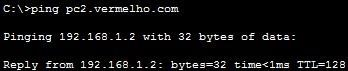 C:\>ping pc2.vermelho.com
Pinging 192.168.1.2 with 32 bytes of data:
Reply from 192.168.1.2: bytes=32 time<1ms TTL=128